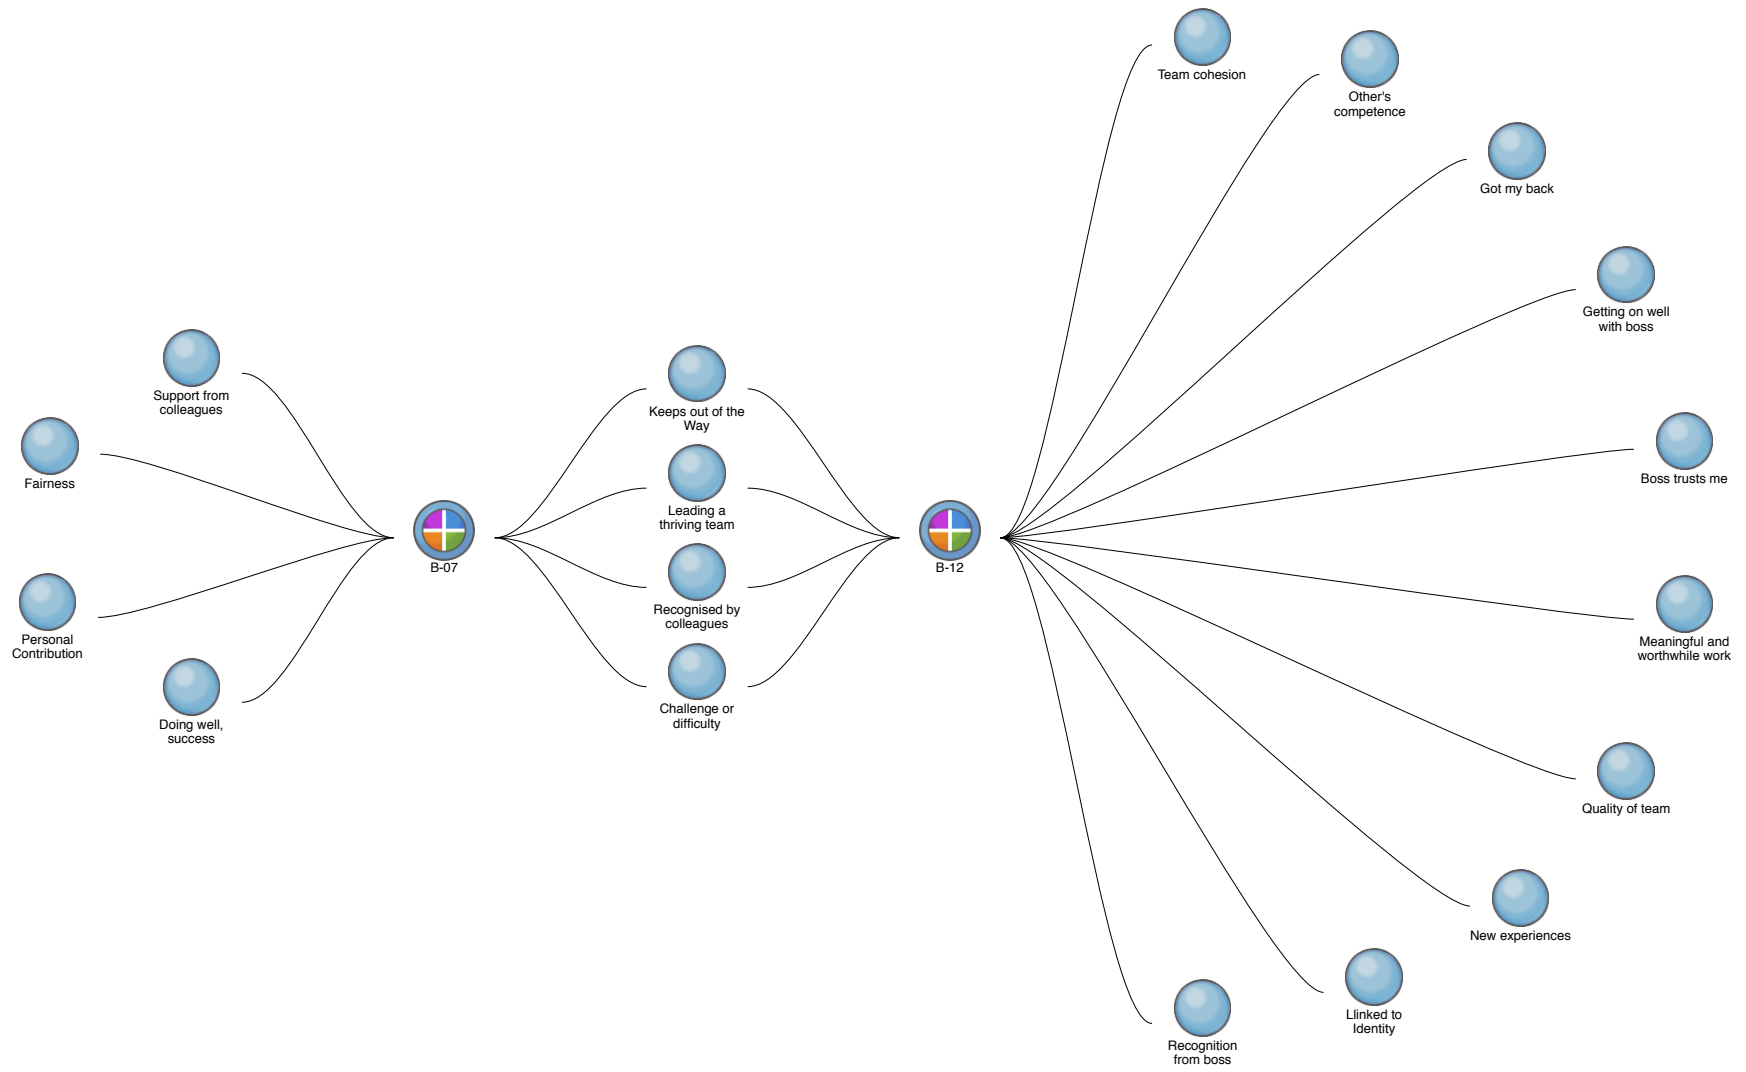 Team cohesion
Other's
competence
Got my back
Getting on well
with boss
Support from
colleagues
Keeps out of the
Way
Fairness
Boss trusts me
Leading a
thriving team
B-07
B-12
Recognised by
colleagues
Personal
Contribution
Meaningful and
worthwhile work
Challenge or
difficulty
Doing well,
success
Quality of team
New experiences
Llinked to
Identity
Recognition
from boss